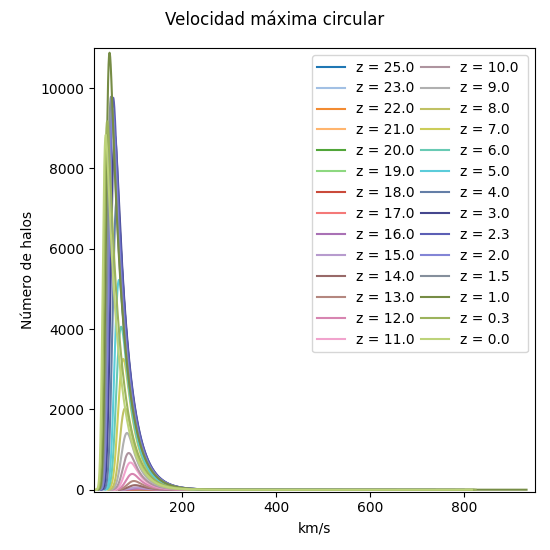 Velocidad máxima circular
Número de halos
10000
8000
6000
4000
2000
0
200
400
600
800
km/s
z = 25.0
z = 23.0
z = 22.0
z = 21.0
z = 20.0
z = 19.0
z = 18.0
z = 17.0
z = 16.0
z = 15.0
z = 14.0
z = 13.0
z = 12.0
z = 11.0
z = 10.0
z = 9.0
z = 8.0
z = 7.0
z = 6.0
z = 5.0
z = 4.0
z = 3.0
z = 2.3
z = 2.0
z = 1.5
z = 1.0
z = 0.3
z = 0.0